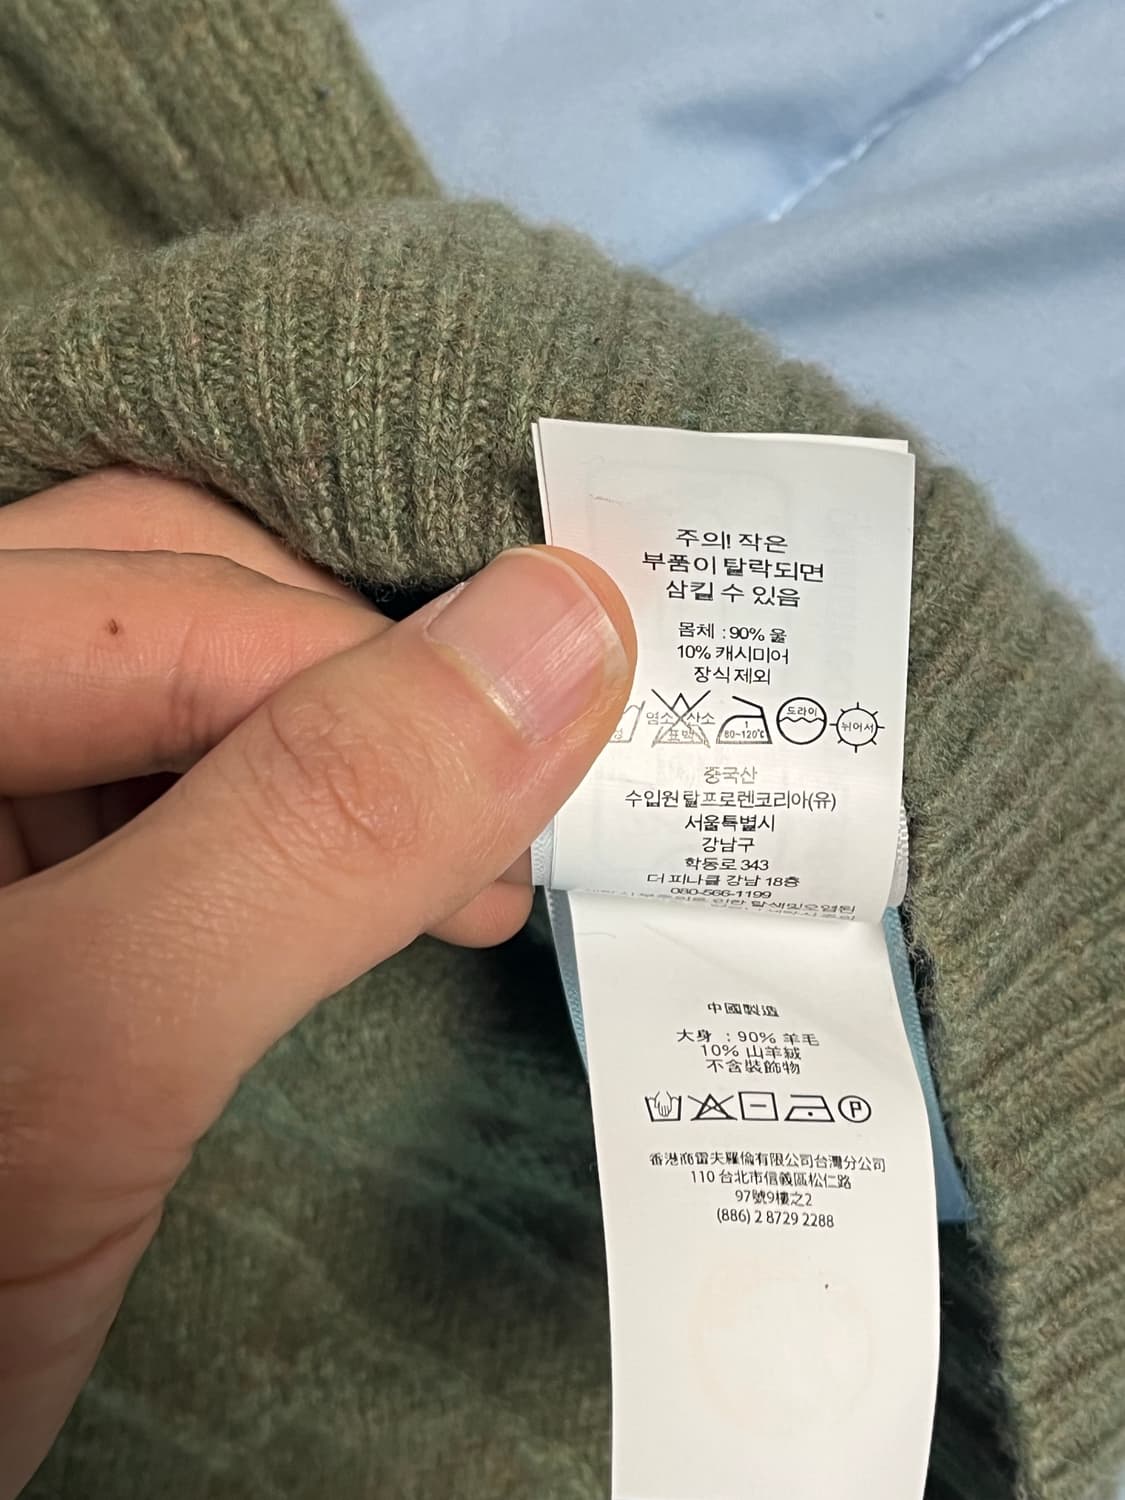 주의! 작은
부품이 탈락되면
삼킬 수 있음
몸체 : 90% 울
10% 캐시미어
장식 제외
염소 산소
표백
1
80~120℃
도라이
뉘어서
중국산
수입원 랄프로렌코리아(유)
서울특별시
강남구
학동로 343
더 피나클 강남 18층
080-566-1199
中國製造
大身 : 90% 羊毛
10% 山羊絨
不含裝飾物
P
香港商雷夫羅倫有限公司台灣分公司
110 台北市信義區松仁路
97號9樓之2
(886) 2 8729 2288